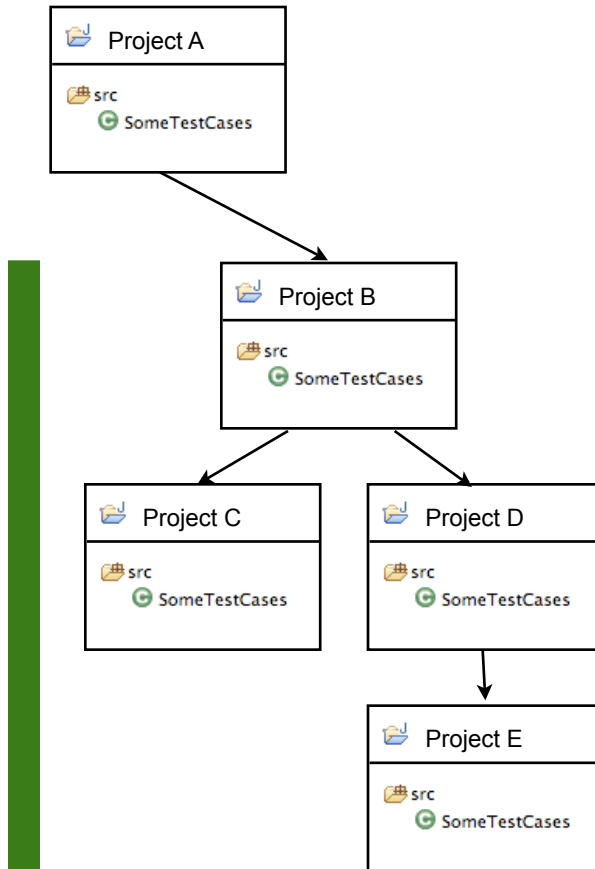 Project A
src
SomeTestCases
Project B
src
SomeTestCases
Project C
src
SomeTestCases
Project D
src
SomeTestCases
Project E
src
SomeTestCases